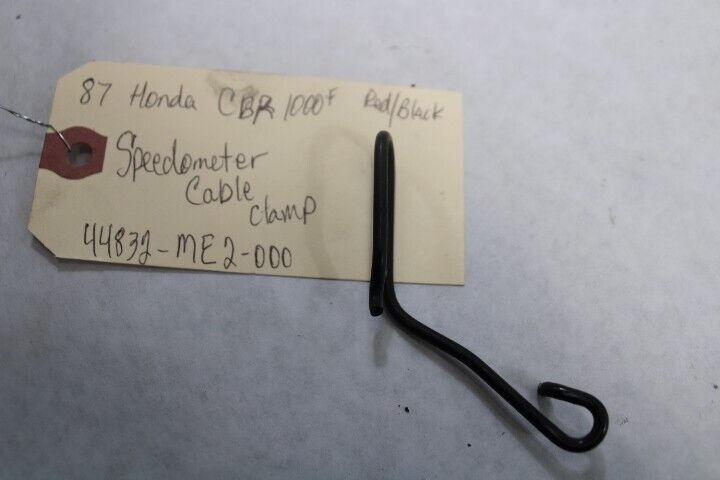 87 Honda CBR 1000F Red/Black
Speedometer
Cable
clamp
44832-ME2-000